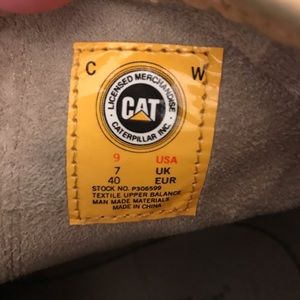 C W
LICENSED MERCHANDISE
CAT
CATERPILLAR INC.
9 USA
7 UK
40 EUR
STOCK NO. P306599
TEXTILE UPPER BALANCE
MAN MADE MATERIALS
MADE IN CHINA